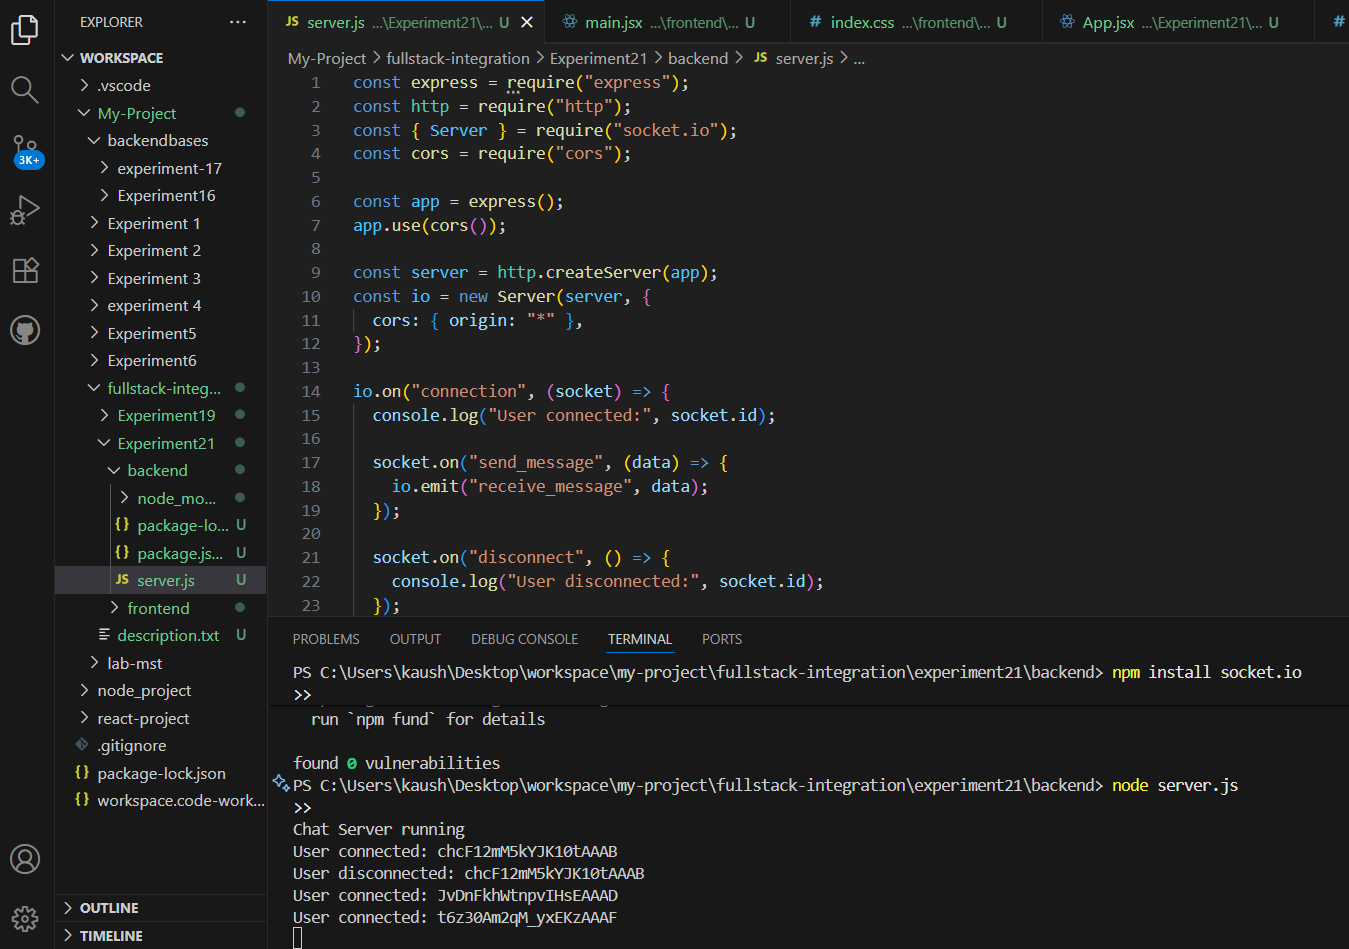 EXPLORER
WORKSPACE
.vscode
My-Project
backendbases
experiment-17
Experiment16
Experiment 1
Experiment 2
Experiment 3
experiment 4
Experiment5
Experiment6
fullstack-integ...
Experiment19
Experiment21
backend
node_mo...
{} package-lo... U
{} package.js... U
JS server.js U
frontend
description.txt U
lab-mst
node_project
react-project
.gitignore
{} package-lock.json
{} workspace.code-work...
OUTLINE
TIMELINE
3K+
JS server.js ...\Experiment21\... U
main.jsx ...\frontend\... U
# index.css ...\frontend\... U
App.jsx ...\Experiment21\... U
#
My-Project > fullstack-integration > Experiment21 > backend > JS server.js > ...
1 const express = require("express");
2 const http = require("http");
3 const { Server } = require("socket.io");
4 const cors = require("cors");
5
6 const app = express();
7 app.use(cors());
8
9 const server = http.createServer(app);
10 const io = new Server(server, {
11 cors: { origin: "*" },
12 });
13
14 io.on("connection", (socket) => {
15 console.log("User connected:", socket.id);
16
17 socket.on("send_message", (data) => {
18 io.emit("receive_message", data);
19 });
20
21 socket.on("disconnect", () => {
22 console.log("User disconnected:", socket.id);
23 });
PROBLEMS OUTPUT DEBUG CONSOLE TERMINAL PORTS
PS C:\Users\kaush\Desktop\workspace\my-project\fullstack-integration\experiment21\backend> npm install socket.io
>>
run `npm fund` for details
found 0 vulnerabilities
PS C:\Users\kaush\Desktop\workspace\my-project\fullstack-integration\experiment21\backend> node server.js
>>
Chat Server running
User connected: chcF12mM5kYJK10tAAAB
User disconnected: chcF12mM5kYJK10tAAAB
User connected: JvDnFkhWtnpvIHsEAAAD
User connected: t6z30Am2qM_yxEKzAAAF